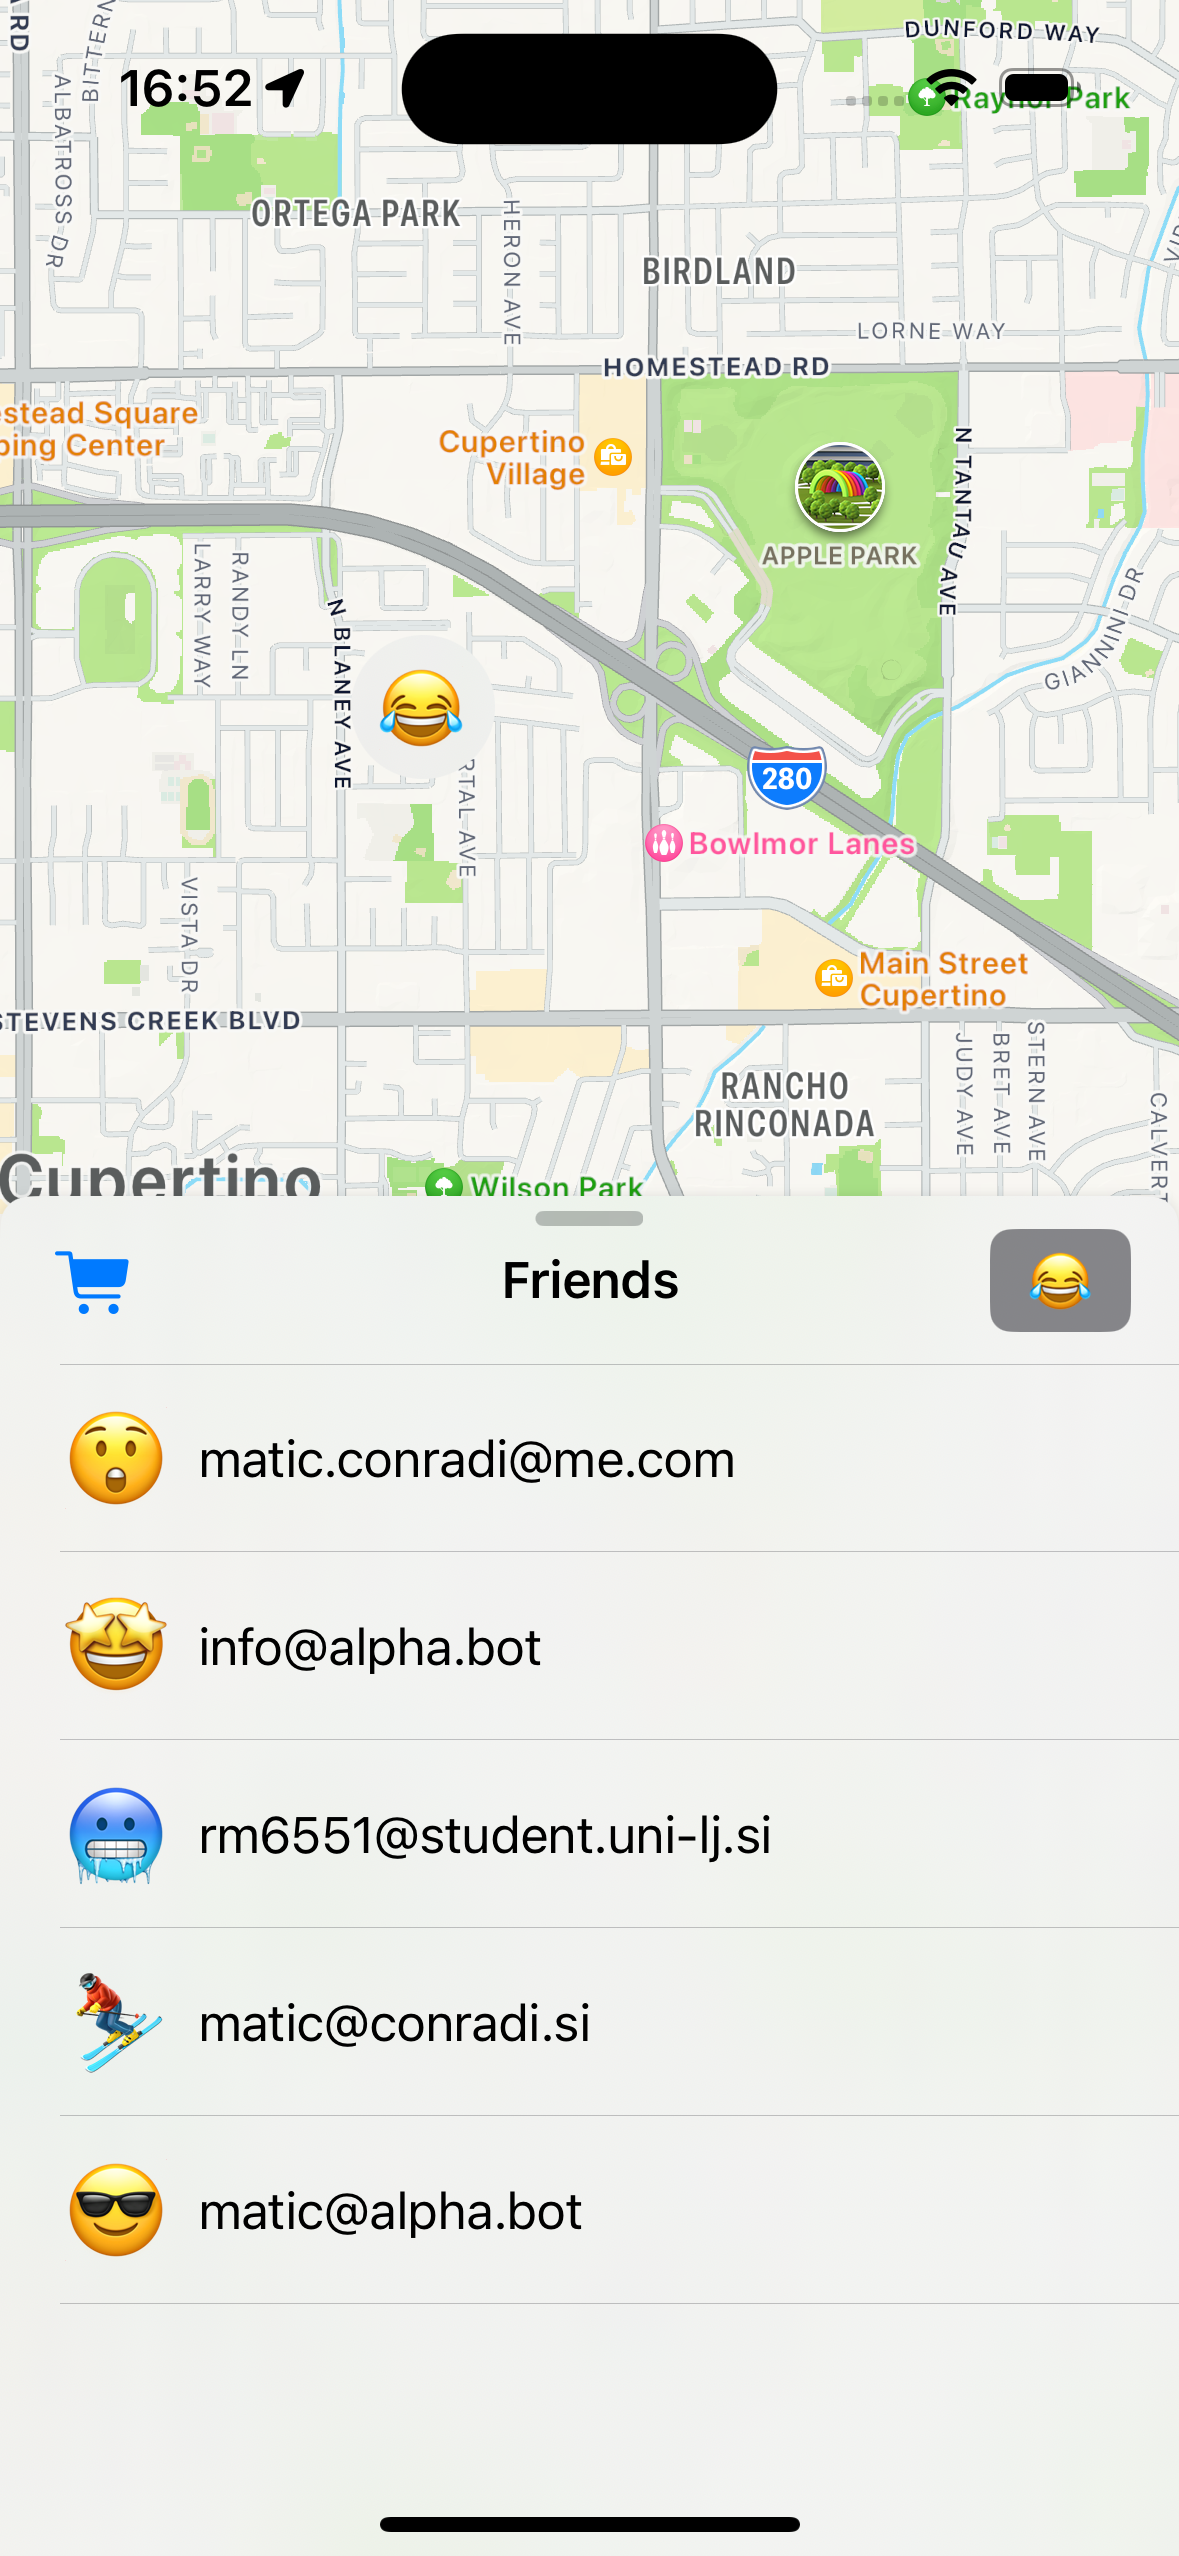 DUNFORD WAY
RD
BITTERN
16:52
Raynor Park
ALBATROSS DR
ORTEGA PARK
HERON AVE
BIRDLAND
LORNE WAY
HOMESTEAD RD
estead Square
ping Center
Cupertino
Village
N TANTAU AVE
APPLE PARK
LARRY WAY
RANDY LN
N BLANEY AVE
GIANNINI DR
280
RTAL AVE
Bowlmor Lanes
VISTA DR
Main Street
Cupertino
STEVENS CREEK BLVD
RANCHO
RINCONADA
JUDY AVE
BRET AVE
STERN AVE
CALVERT
Cupertino
Wilson Park
Friends
matic.conradi@me.com
info@alpha.bot
rm6551@student.uni-lj.si
matic@conradi.si
matic@alpha.bot